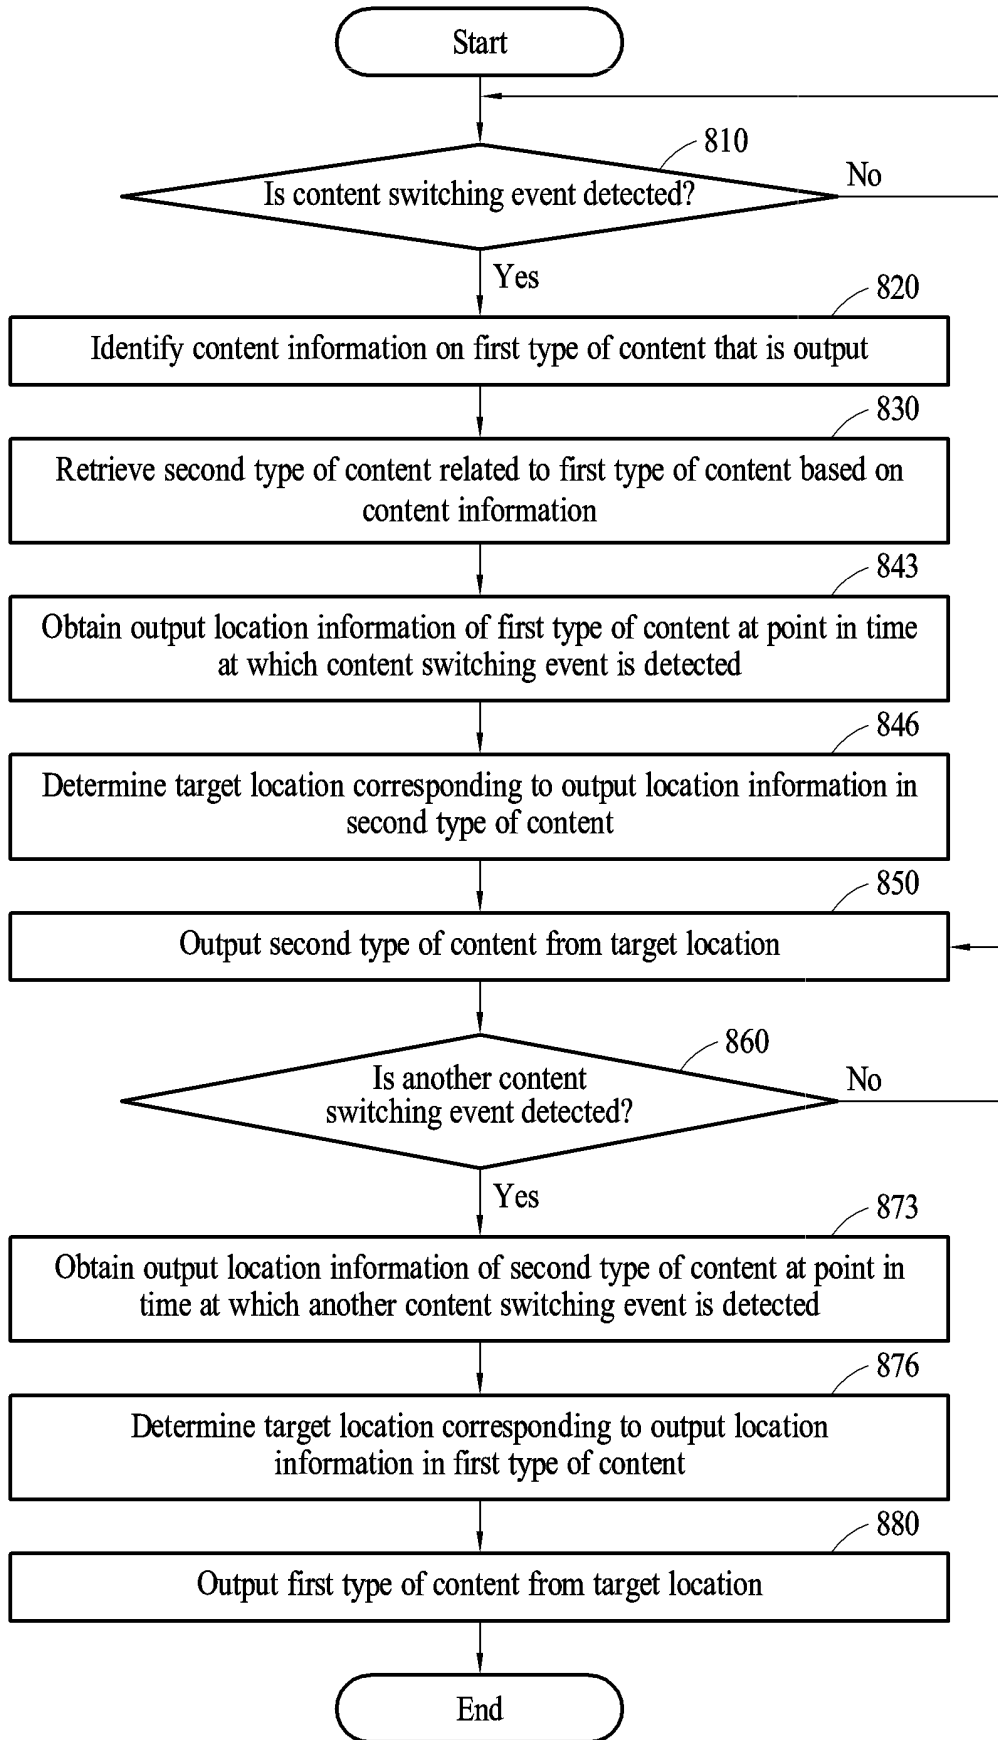 Start
810
Is content switching event detected?
No
Yes
820
Identify content information on first type of content that is output
830
Retrieve second type of content related to first type of content based on
content information
843
Obtain output location information of first type of content at point in time
at which content switching event is detected
846
Determine target location corresponding to output location information in
second type of content
850
Output second type of content from target location
860
Is another content
switching event detected?
No
Yes
873
Obtain output location information of second type of content at point in
time at which another content switching event is detected
876
Determine target location corresponding to output location
information in first type of content
880
Output first type of content from target location
End